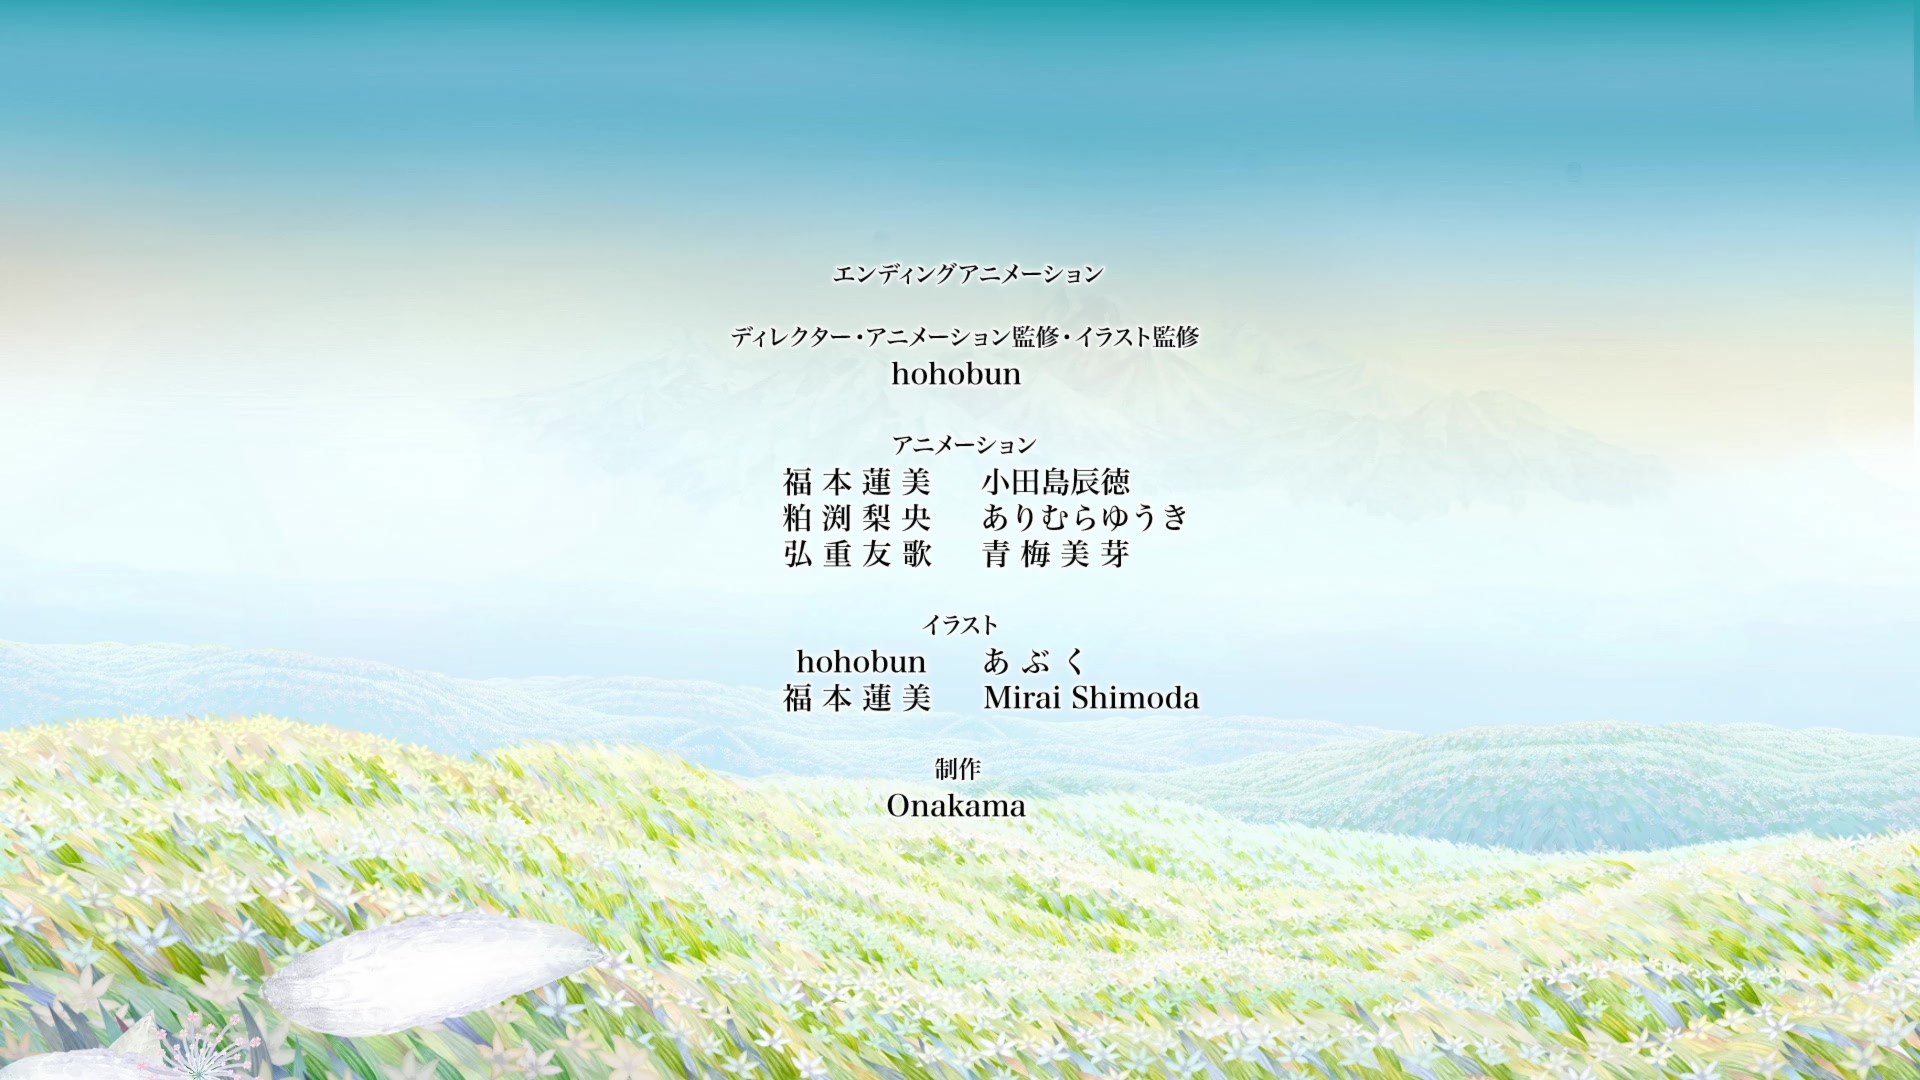 エンディングアニメーション
ディレクター・アニメーション監修・イラスト監修
hohobun
アニメーション
福本蓮美 小田島辰徳
粕渕梨央 ありむらゆうき
弘重友歌 青梅美芽
イラスト
hohobun あぶく
福本蓮美 Mirai Shimoda
制作
Onakama